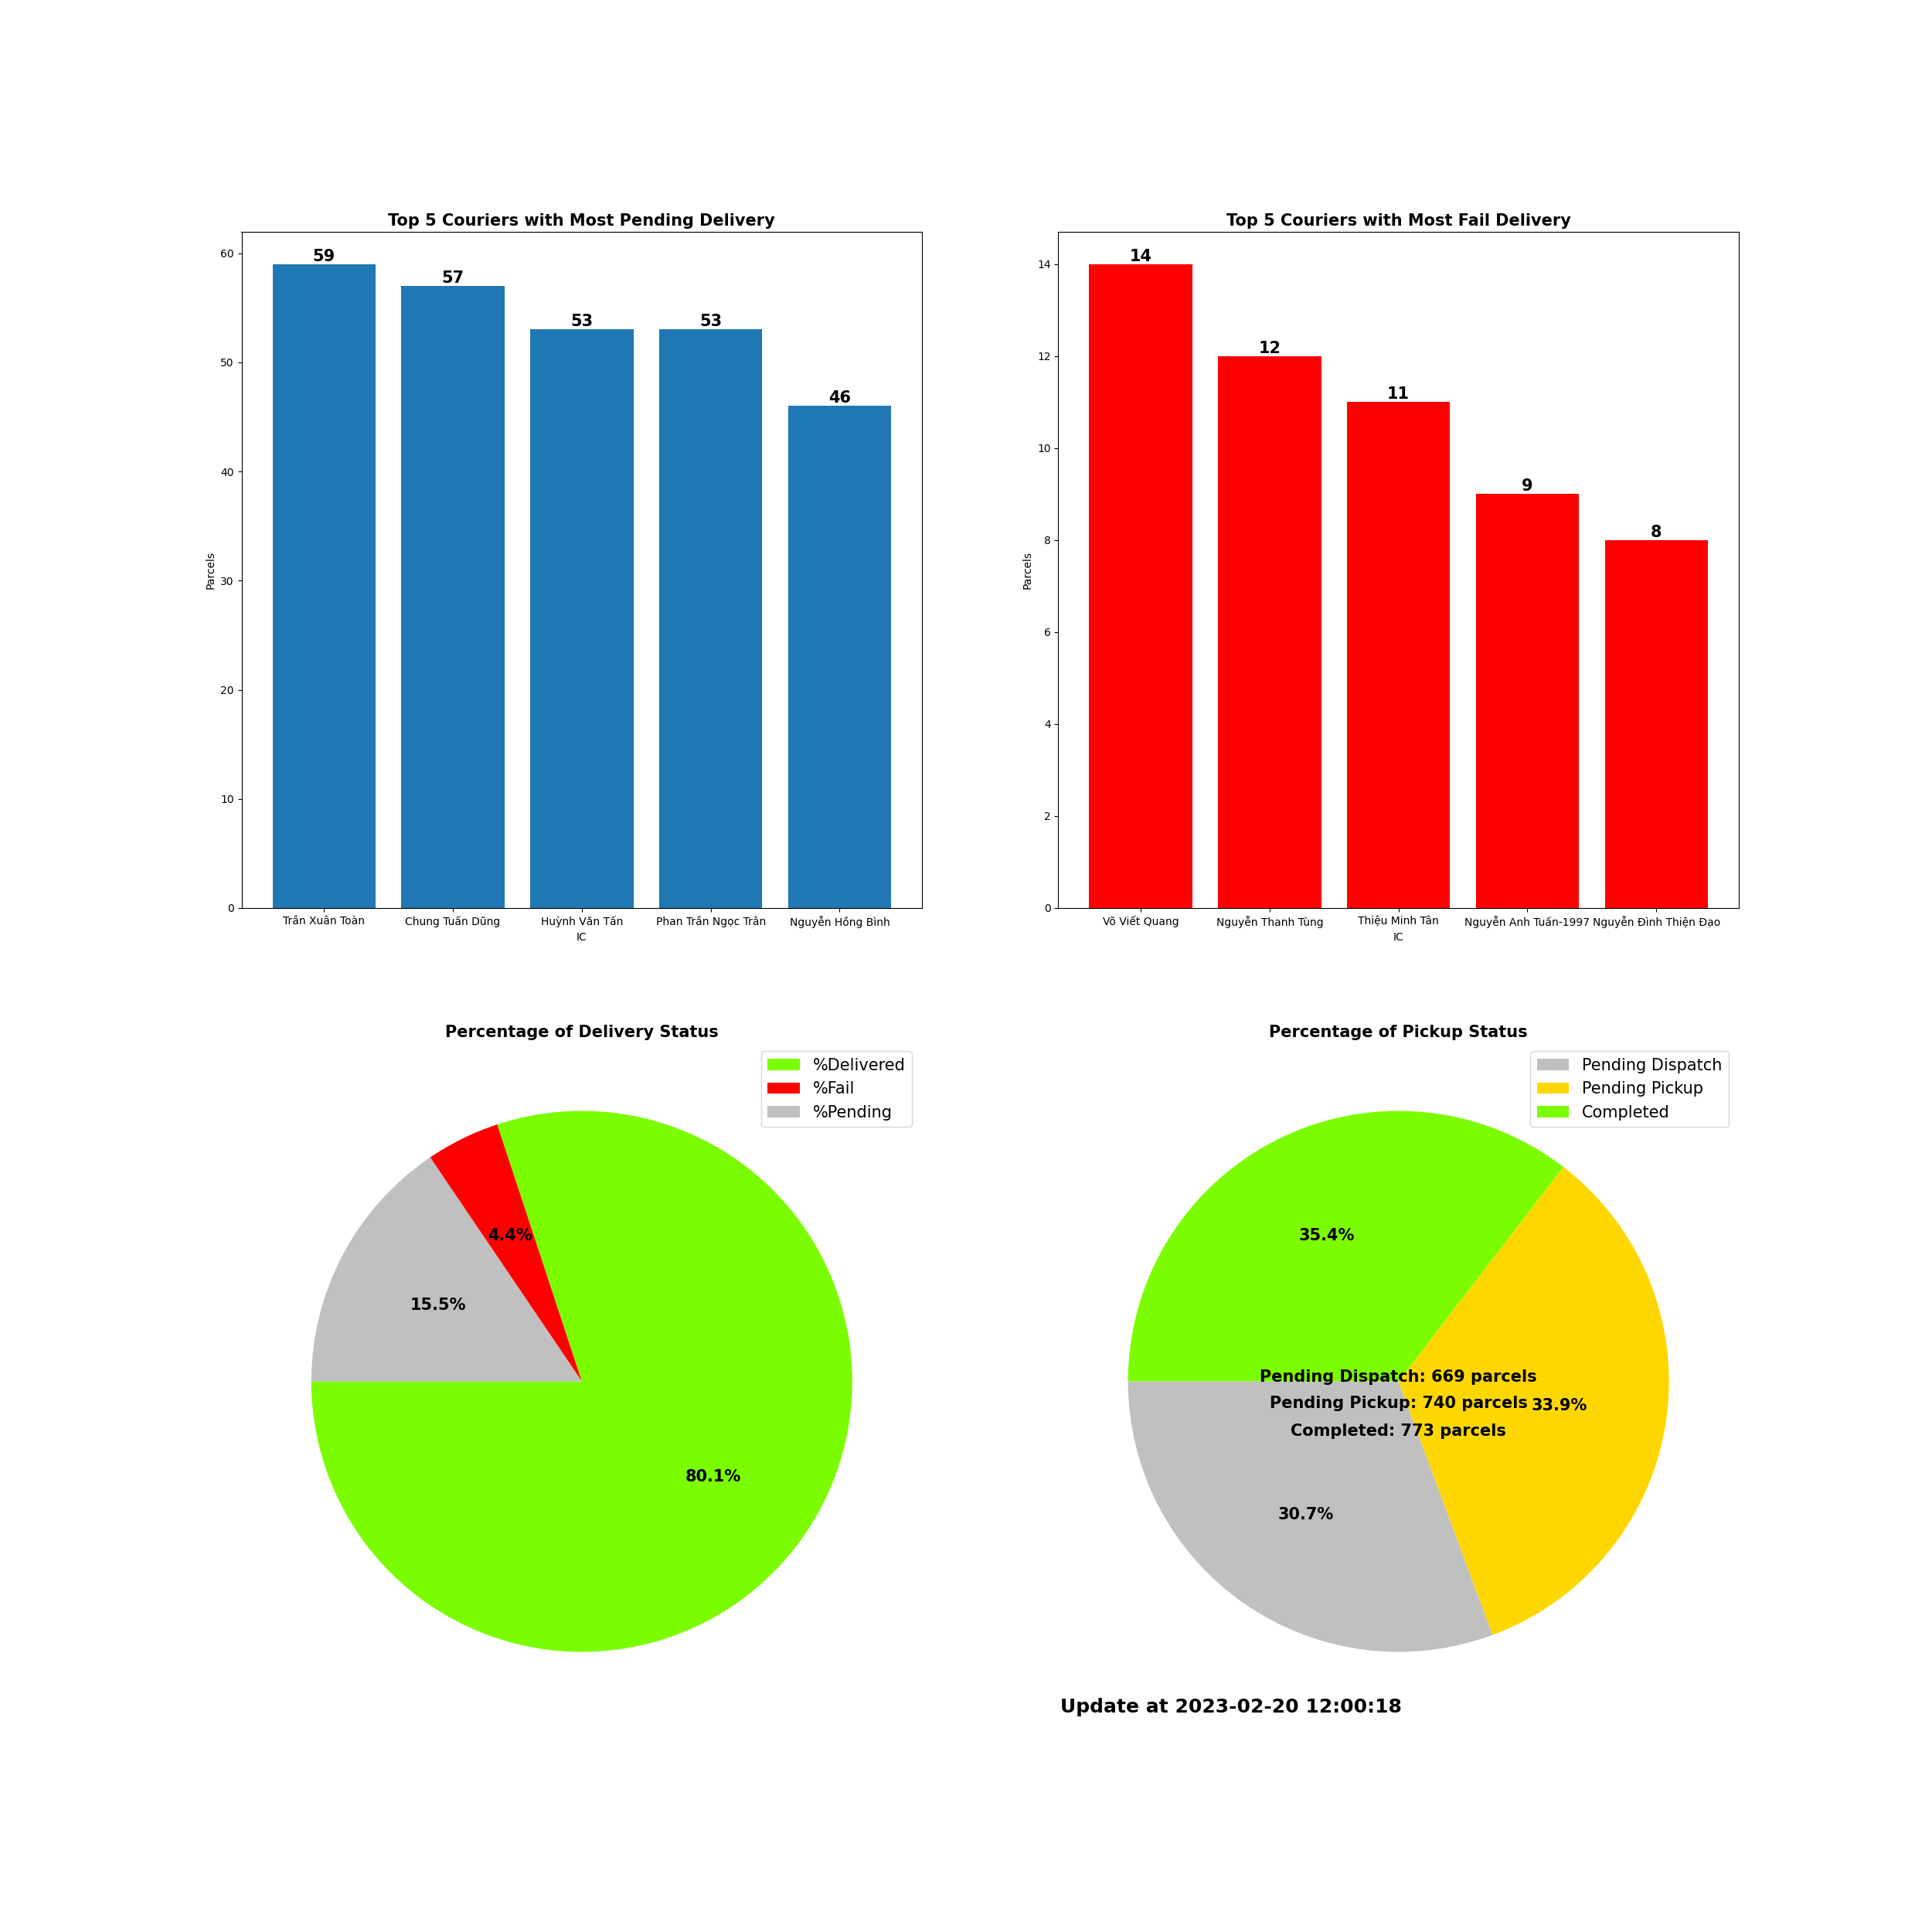 Top 5 Couriers with Most Pending Delivery
60
50
40
30
20
10
0
Parcels
59
57
53
53
46
Trần Xuân Toàn
Chung Tuấn Dũng
Huỳnh Văn Tấn
Phan Trần Ngọc Trân
Nguyễn Hồng Bình
IC
Top 5 Couriers with Most Fail Delivery
14
12
10
8
6
4
2
0
Parcels
14
12
11
9
8
Võ Viết Quang
Nguyễn Thanh Tùng
Thiệu Minh Tân
Nguyễn Anh Tuấn-1997
Nguyễn Đình Thiện Đạo
IC
Percentage of Delivery Status
%Delivered
%Fail
%Pending
4.4%
15.5%
80.1%
Percentage of Pickup Status
Pending Dispatch
Pending Pickup
Completed
35.4%
Pending Dispatch: 669 parcels
Pending Pickup: 740 parcels
33.9%
Completed: 773 parcels
30.7%
Update at 2023-02-20 12:00:18